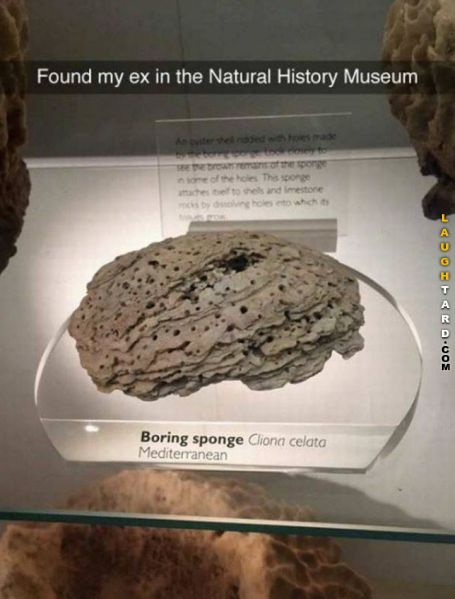 Found my ex in the Natural History Museum
An oyster shell riddled with holes made
by the boring sponge. Look closely to
see the brown remains of the sponge
in some of the holes. This sponge
attaches itself to shells and limestone
rocks by dissolving holes into which its
tissues grow.
LAUGHTARD.COM
Boring sponge Cliona celata
Mediterranean